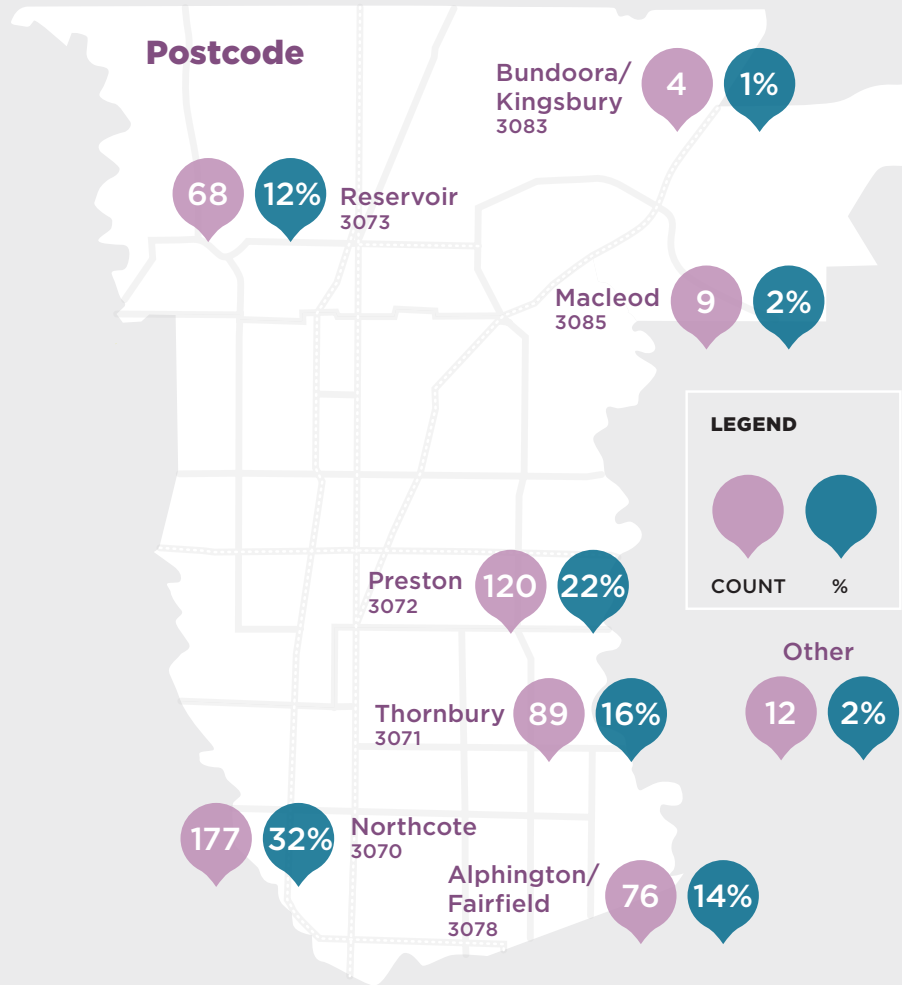 Postcode
Bundoora/
Kingsbury
3083
4
1%
68
12%
Reservoir
3073
Macleod
3085
9
2%
LEGEND
COUNT
%
Preston
3072
120
22%
Other
12
2%
Thornbury
3071
89
16%
177
32%
Northcote
3070
Alphington/
Fairfield
3078
76
14%